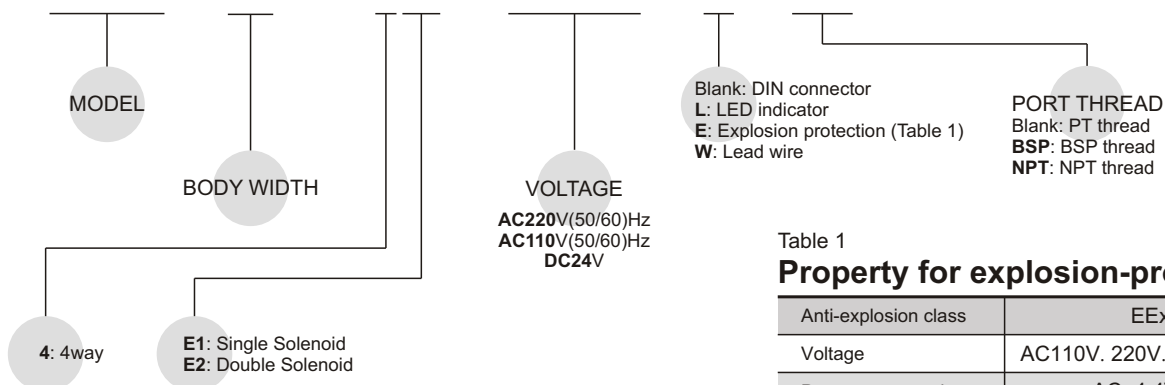 MODEL
BODY WIDTH
4: 4way
E1: Single Solenoid
E2: Double Solenoid
VOLTAGE
AC220V(50/60)Hz
AC110V(50/60)Hz
DC24V
Blank: DIN connector
L: LED indicator
E: Explosion protection (Table 1)
W: Lead wire
PORT THREAD
Blank: PT thread
BSP: BSP thread
NPT: NPT thread
Table 1
Property for explosion-pr
Anti-explosion class EEx
Voltage AC110V. 220V.